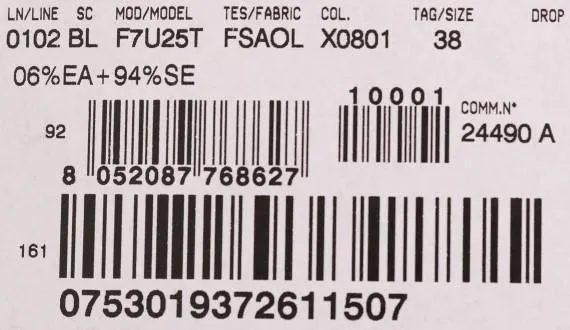 LN/LINE SC MOD/MODEL TES/FABRIC COL. TAG/SIZE DROP
0102 BL F7U25T FSAOL X0801 38
06%EA+94%SE
10001
COMM.N°
92
24490 A
8 052087 768627
161
0753019372611507